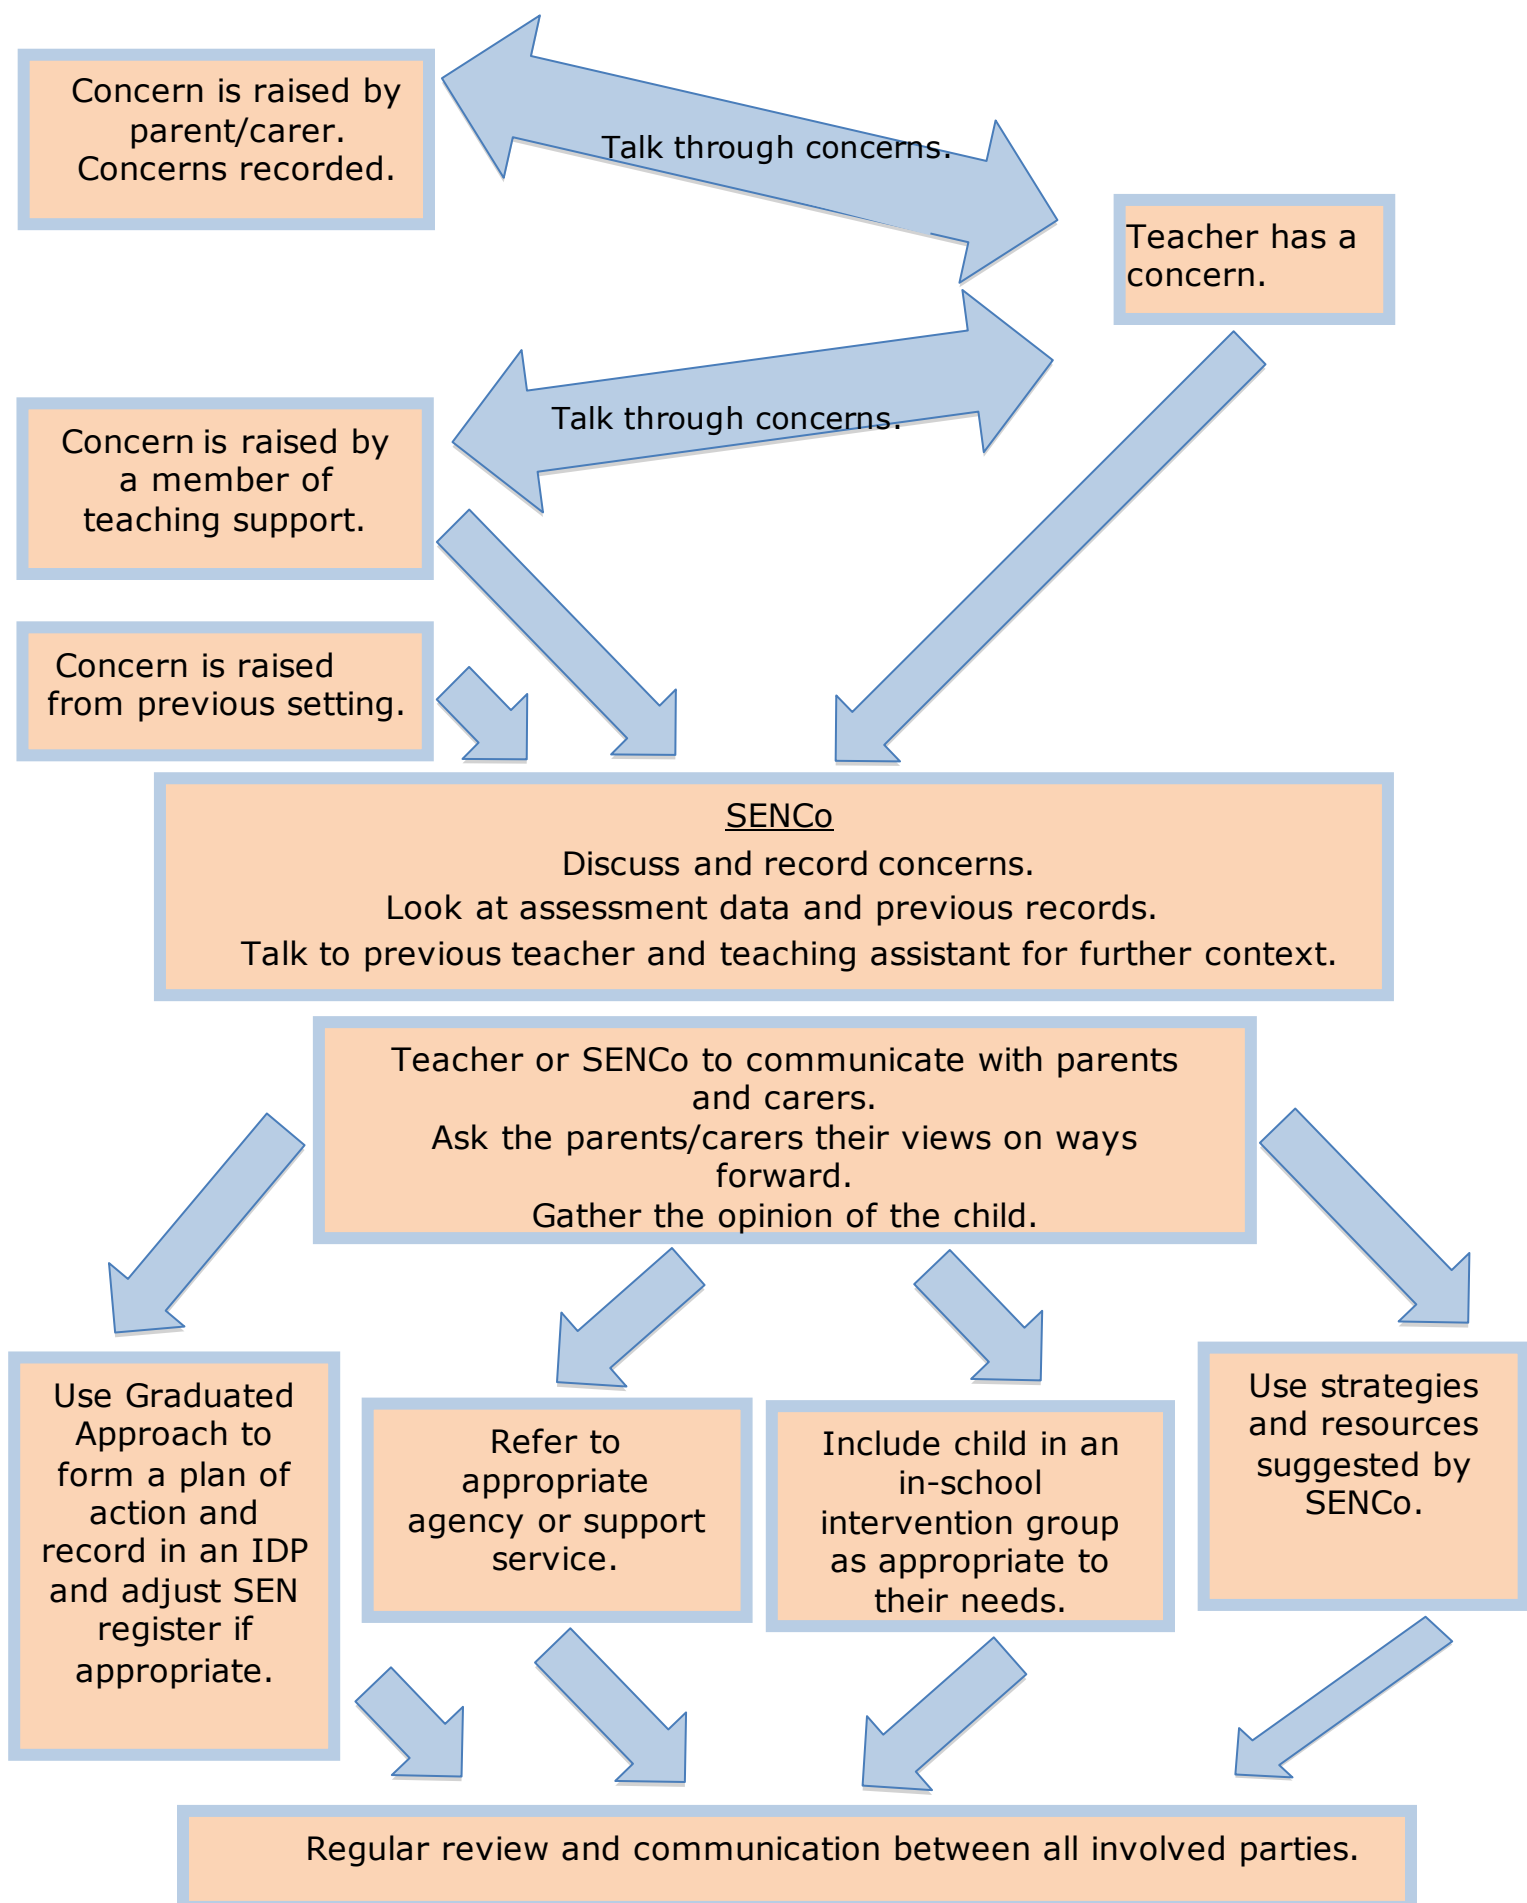 Concern is raised by
parent/carer.
Concerns recorded.
Talk through concerns.
Teacher has a
concern.
Talk through concerns.
Concern is raised by
a member of
teaching support.
Concern is raised
from previous setting.
SENCo
Discuss and record concerns.
Look at assessment data and previous records.
Talk to previous teacher and teaching assistant for further context.
Teacher or SENCo to communicate with parents
and carers.
Ask the parents/carers their views on ways
forward.
Gather the opinion of the child.
Use Graduated
Approach to
form a plan of
action and
record in an IDP
and adjust SEN
register if
appropriate.
Refer to
appropriate
agency or support
service.
Include child in an
in-school
intervention group
as appropriate to
their needs.
Use strategies
and resources
suggested by
SENCo.
Regular review and communication between all involved parties.